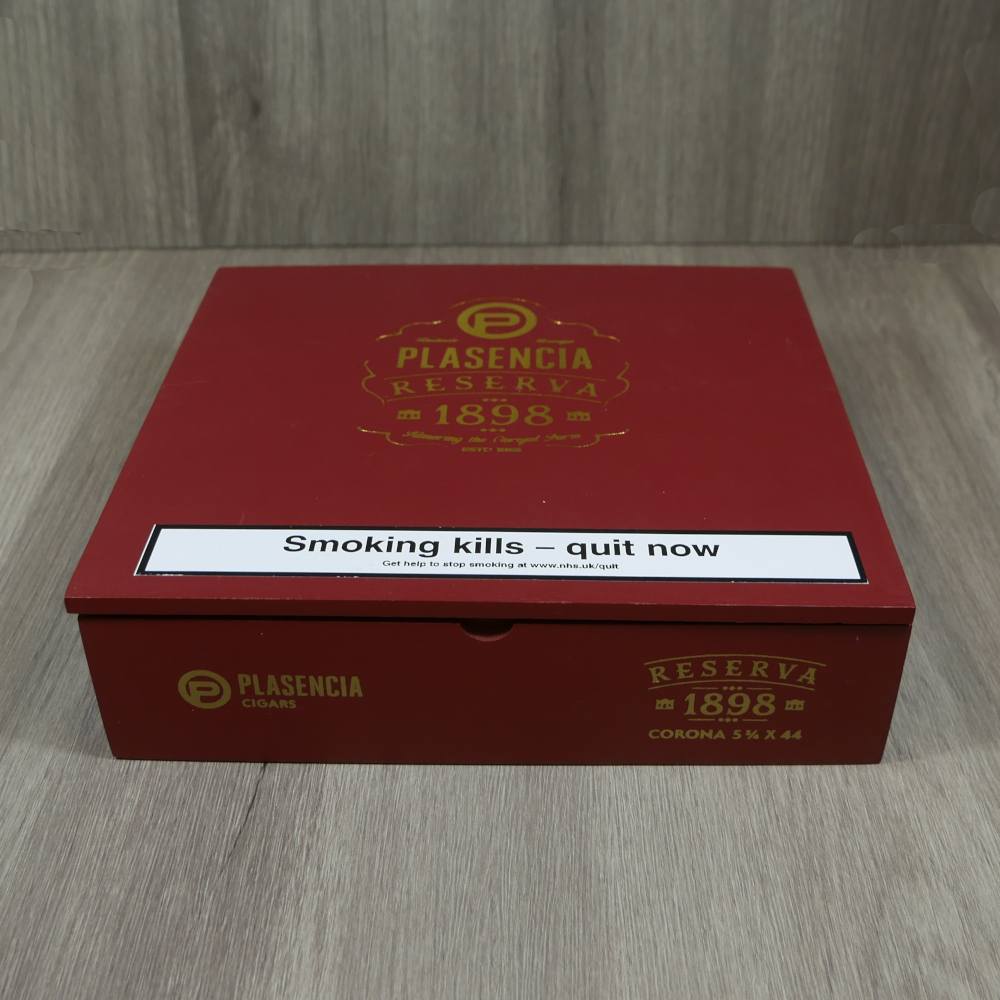 P
PLASENCIA
RESERVA
1898
Smoking kills – quit now
Get help to stop smoking at www.nhs.uk/quit
P PLASENCIA
CIGARS
RESERVA
1898
CORONA 5 ¾ X 44